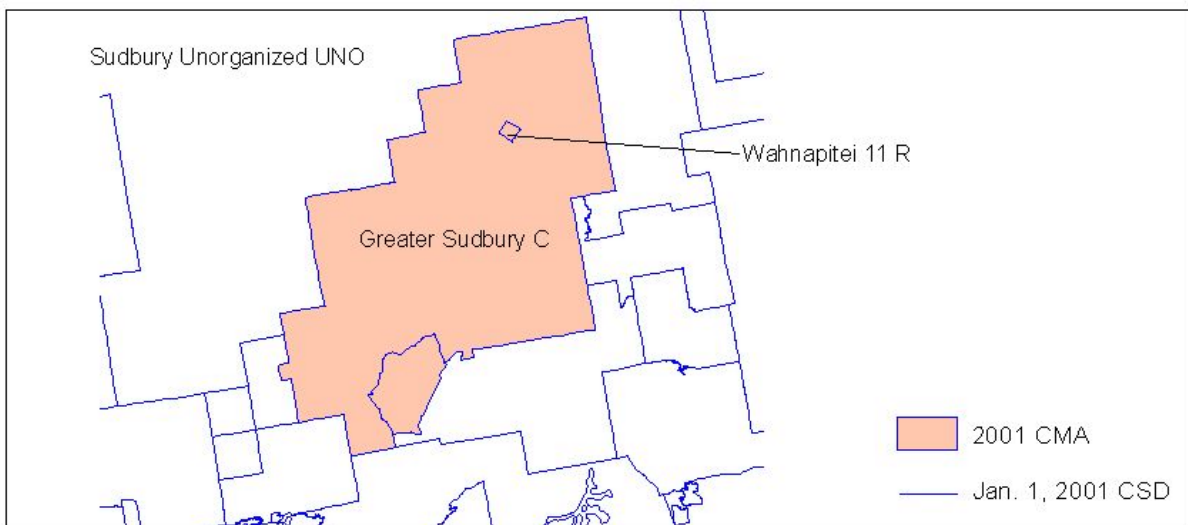 Sudbury Unorganized UNO
Wahnapitei 11 R
Greater Sudbury C
2001 CMA
Jan. 1, 2001 CSD